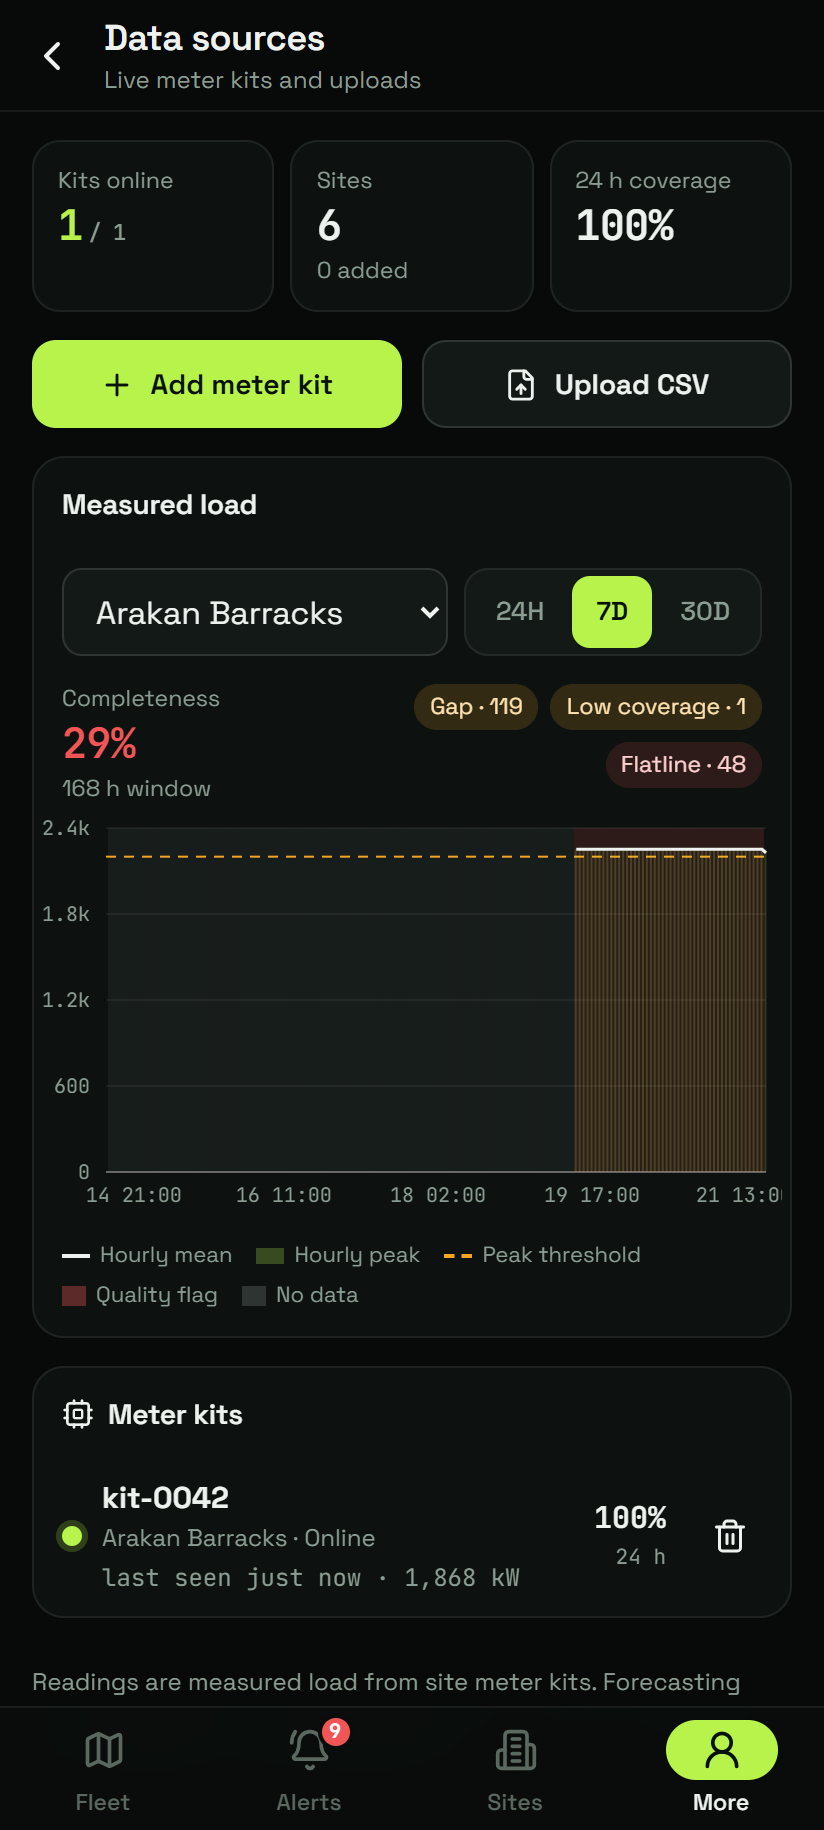 Data sources
Live meter kits and uploads
Kits online
1 / 1
Sites
6
0 added
24 h coverage
100%
Add meter kit
Upload CSV
Measured load
Arakan Barracks
24H
7D
30D
Completeness
29%
168 h window
Gap · 119
Low coverage · 1
Flatline · 48
2.4k
1.8k
1.2k
600
0
14 21:00
16 11:00
18 02:00
19 17:00
21 13:0
Hourly mean
Hourly peak
Peak threshold
Quality flag
No data
Meter kits
kit-0042
Arakan Barracks · Online
last seen just now · 1,868 kW
100%
24 h
Readings are measured load from site meter kits. Forecasting
9
Fleet
Alerts
Sites
More